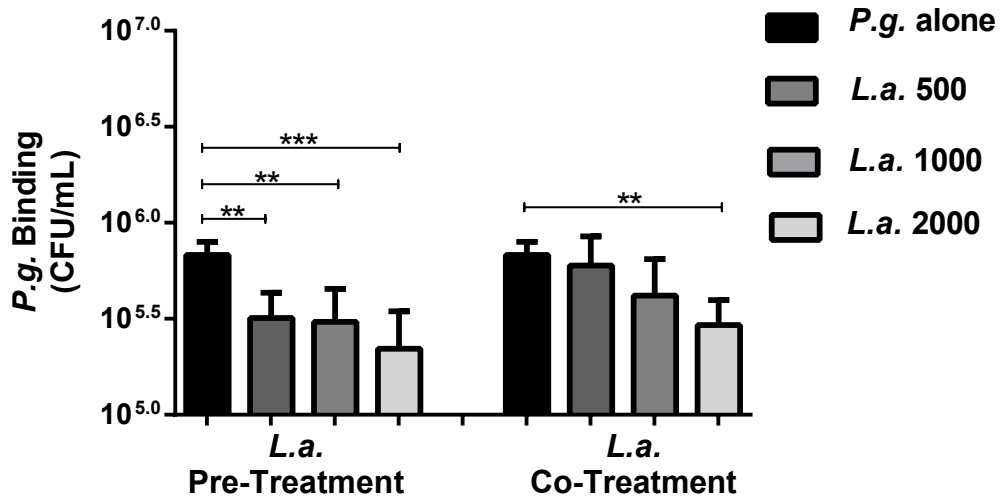 P.g. Binding
(CFU/mL)
10^7.0
10^6.5
10^6.0
10^5.5
10^5.0
***
**
**
**
L.a.
Pre-Treatment
L.a.
Co-Treatment
P.g. alone
L.a. 500
L.a. 1000
L.a. 2000